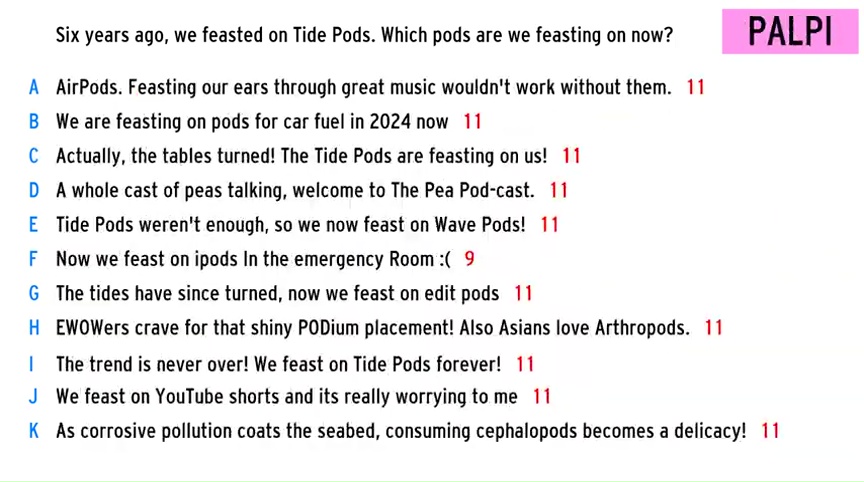 Six years ago, we feasted on Tide Pods. Which pods are we feasting on now?
PALPI
A AirPods. Feasting our ears through great music wouldn't work without them. 11
B We are feasting on pods for car fuel in 2024 now 11
C Actually, the tables turned! The Tide Pods are feasting on us! 11
D A whole cast of peas talking, welcome to The Pea Pod-cast. 11
E Tide Pods weren't enough, so we now feast on Wave Pods! 11
F Now we feast on ipods In the emergency Room :( 9
G The tides have since turned, now we feast on edit pods 11
H EWOWers crave for that shiny PODium placement! Also Asians love Arthropods. 11
I The trend is never over! We feast on Tide Pods forever! 11
J We feast on YouTube shorts and its really worrying to me 11
K As corrosive pollution coats the seabed, consuming cephalopods becomes a delicacy! 11